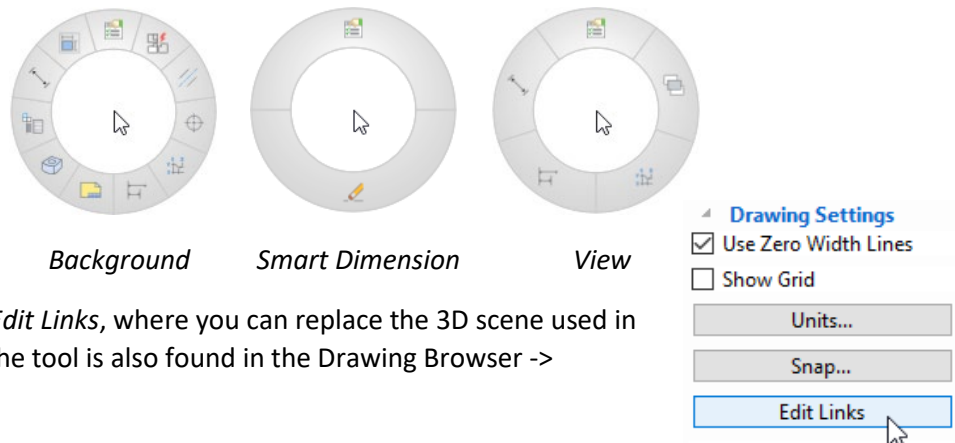 Background Smart Dimension View
Edit Links, where you can replace the 3D scene used in
the tool is also found in the Drawing Browser ->
Drawing Settings
Use Zero Width Lines
Show Grid
Units...
Snap...
Edit Links